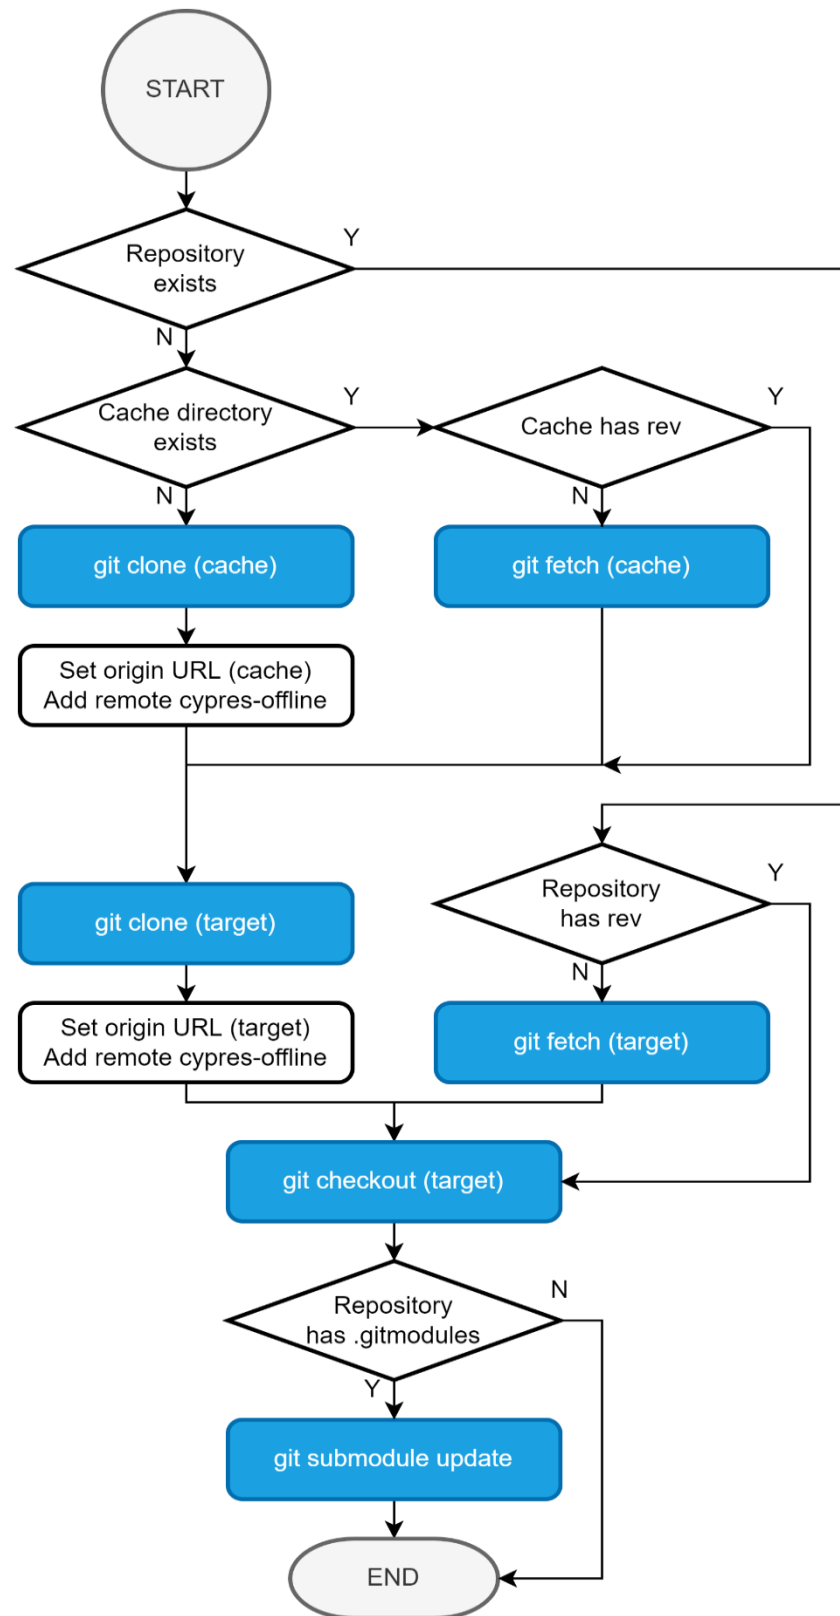 START
Repository
exists
Y
N
Cache directory
exists
Y
Cache has rev
Y
N
N
git clone (cache)
git fetch (cache)
Set origin URL (cache)
Add remote cypres-offline
Repository
has rev
Y
N
git clone (target)
Set origin URL (target)
Add remote cypres-offline
git fetch (target)
git checkout (target)
Repository
has .gitmodules
N
Y
git submodule update
END